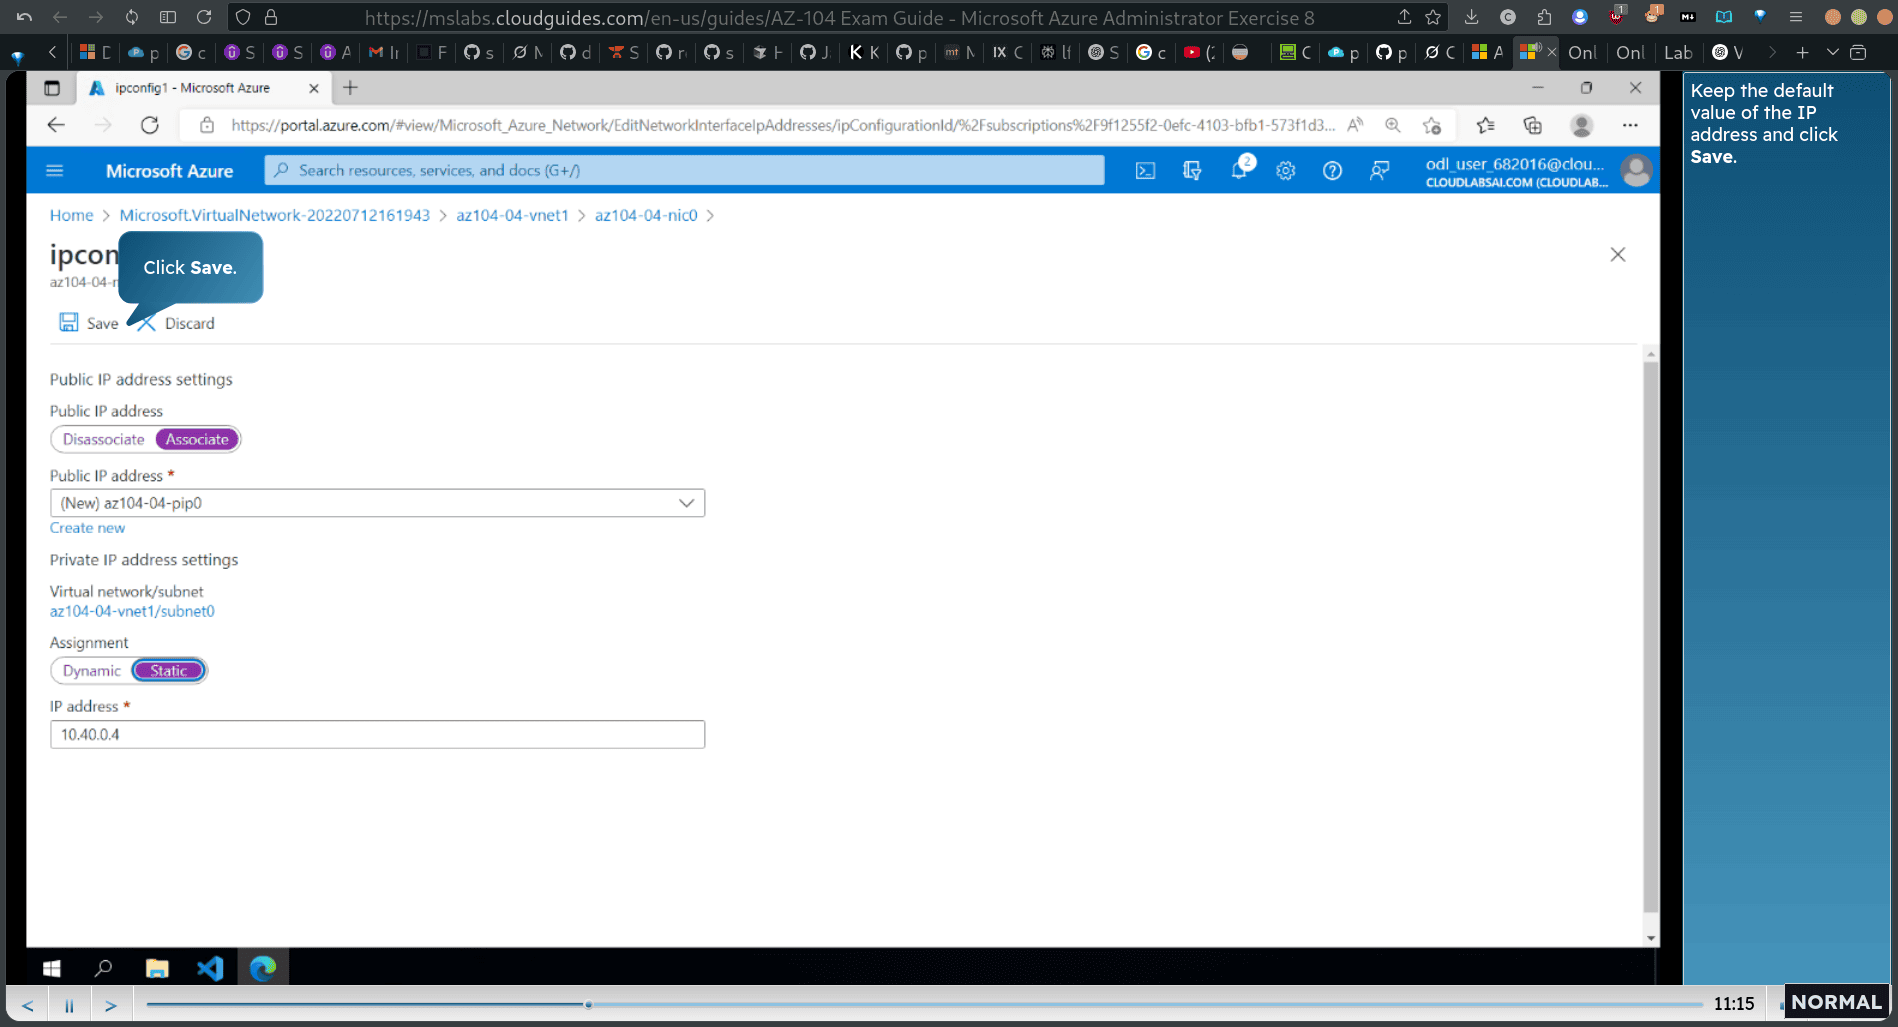 https://mslabs.cloudguides.com/en-us/guides/AZ-104 Exam Guide - Microsoft Azure Administrator Exercise 8
Onl
Onl
Lab
ipconfig1 - Microsoft Azure
https://portal.azure.com/#view/Microsoft_Azure_Network/EditNetworkInterfaceIpAddresses/ipConfigurationId/%2Fsubscriptions%2F9f1255f2-0efc-4103-bfb1-573f1d3...
Microsoft Azure
Search resources, services, and docs (G+/)
2
odl_user_682016@clou...
CLOUDLABSAI.COM (CLOUDLAB...
Home > Microsoft.VirtualNetwork-20220712161943 > az104-04-vnet1 > az104-04-nic0 >
ipcon
az104-04-n
Click Save.
Save
Discard
Public IP address settings
Public IP address
Disassociate Associate
Public IP address *
(New) az104-04-pip0
Create new
Private IP address settings
Virtual network/subnet
az104-04-vnet1/subnet0
Assignment
Dynamic Static
IP address *
10.40.0.4
Keep the default
value of the IP
address and click
Save.
11:15
NORMAL